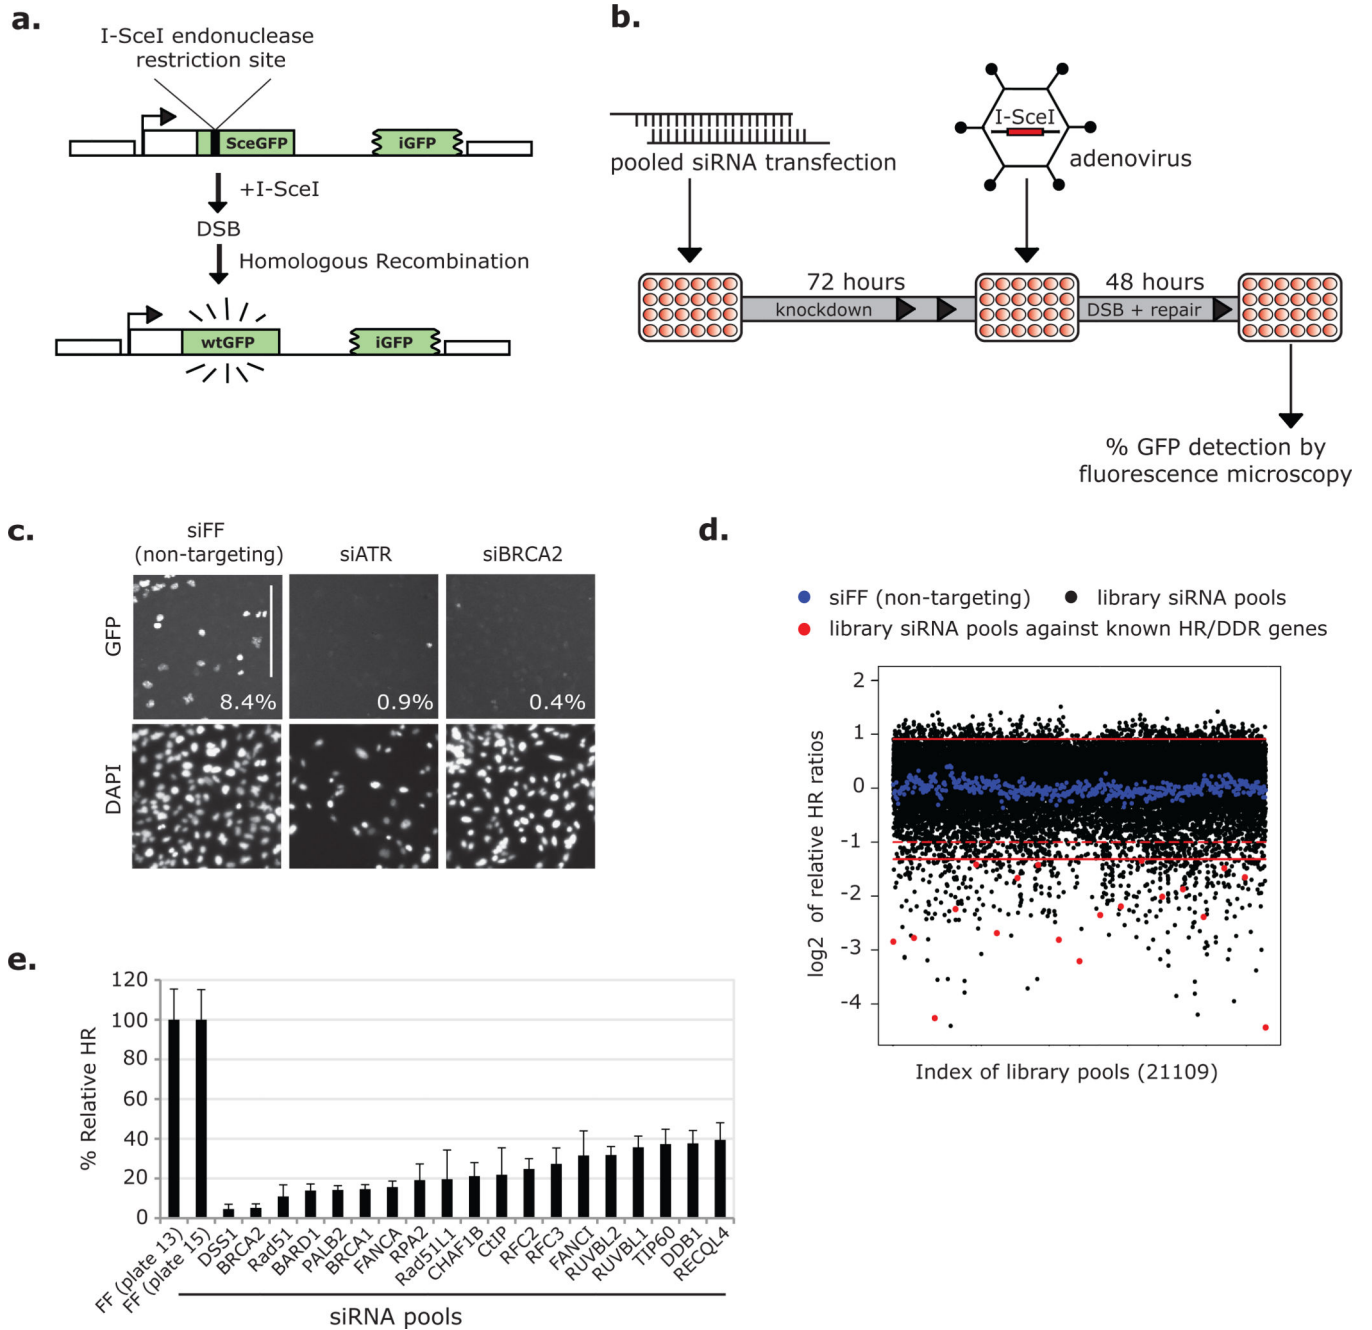 a.
I-SceI endonuclease
restriction site
SceGFP
iGFP
+I-SceI
DSB
Homologous Recombination
wtGFP
iGFP
b.
I-SceI
pooled siRNA transfection
adenovirus
72 hours
48 hours
knockdown
DSB + repair
% GFP detection by
fluorescence microscopy
c.
siFF
(non-targeting)
siATR
siBRCA2
GFP
8.4%
0.9%
0.4%
DAPI
d.
siFF (non-targeting)
library siRNA pools
library siRNA pools against known HR/DDR genes
log2 of relative HR ratios
2
1
0
-1
-2
-3
-4
Index of library pools (21109)
e.
% Relative HR
120
100
80
60
40
20
0
FF (plate 13)
FF (plate 15)
DSS1
BRCA2
Rad51
BARD1
PALB2
BRCA1
FANCA
RPA2
Rad51L1
CHAF1B
CtIP
RFC2
RFC3
FANCI
RUVBL2
RUVBL1
TIP60
DDB1
RECQL4
siRNA pools